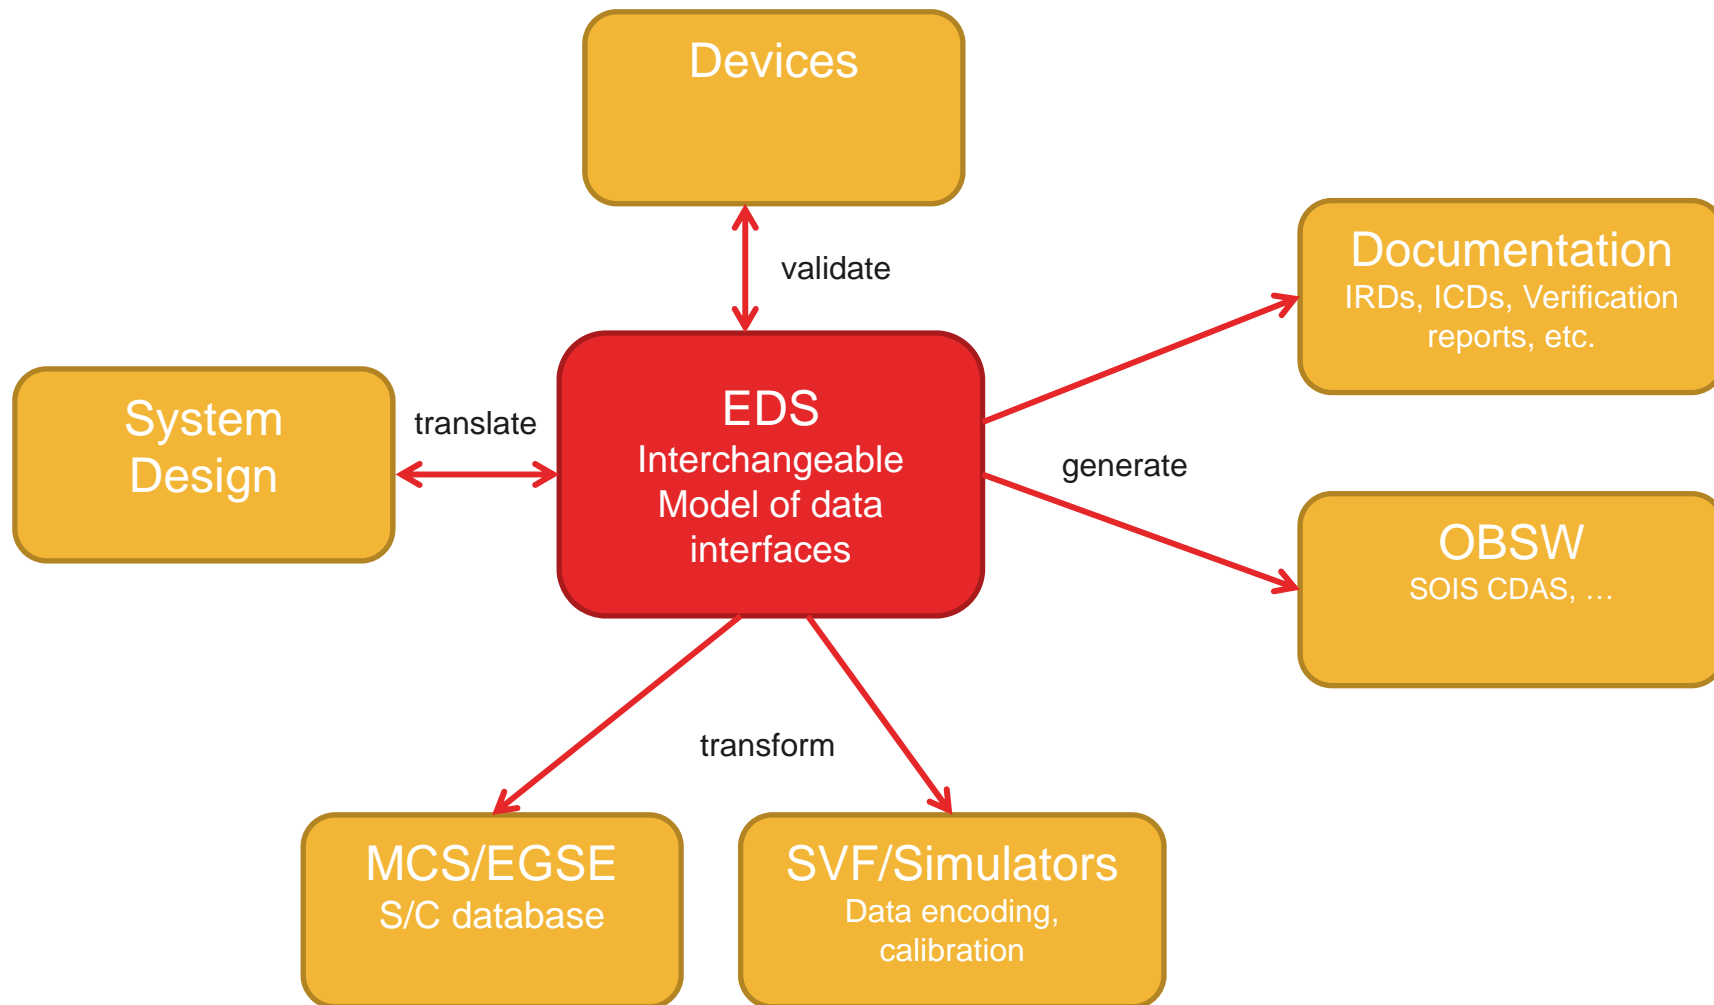 Devices
validate
Documentation
IRDs, ICDs, Verification
reports, etc.
System
Design
translate
EDS
Interchangeable
Model of data
interfaces
generate
OBSW
SOIS CDAS, …
transform
MCS/EGSE
S/C database
SVF/Simulators
Data encoding,
calibration